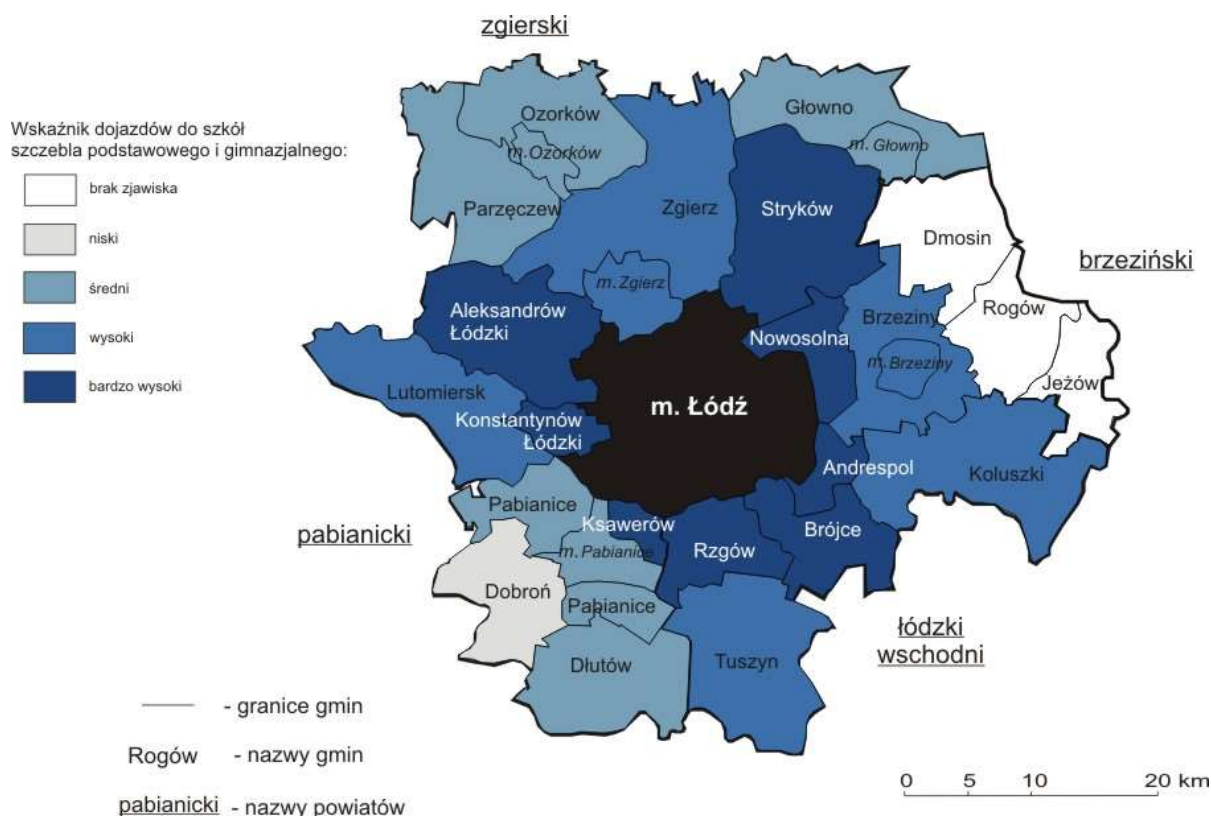 zgierski
Wskaźnik dojazdów do szkół
szczebla podstawowego i gimnazjalnego:
brak zjawiska
niski
średni
wysoki
bardzo wysoki
Ozorków
m. Ozorków
Parzęczew
Głowno
m. Głowno
Zgierz
m. Zgierz
Stryków
Dmosin
brzeziński
Rogów
Jeżów
Aleksandrów
Łódzki
Nowosolna
Brzeziny
m. Brzeziny
Lutomiersk
Konstantynów
Łódzki
m. Łódź
Andrespol
Koluszki
pabianicki
Pabianice
m. Pabianice
Ksawerów
Rzgów
Brójce
Dobroń
Pabianice
Dłutów
Tuszyn
łódzki
wschodni
- granice gmin
Rogów - nazwy gmin
pabianicki - nazwy powiatów
0 5 10 20 km